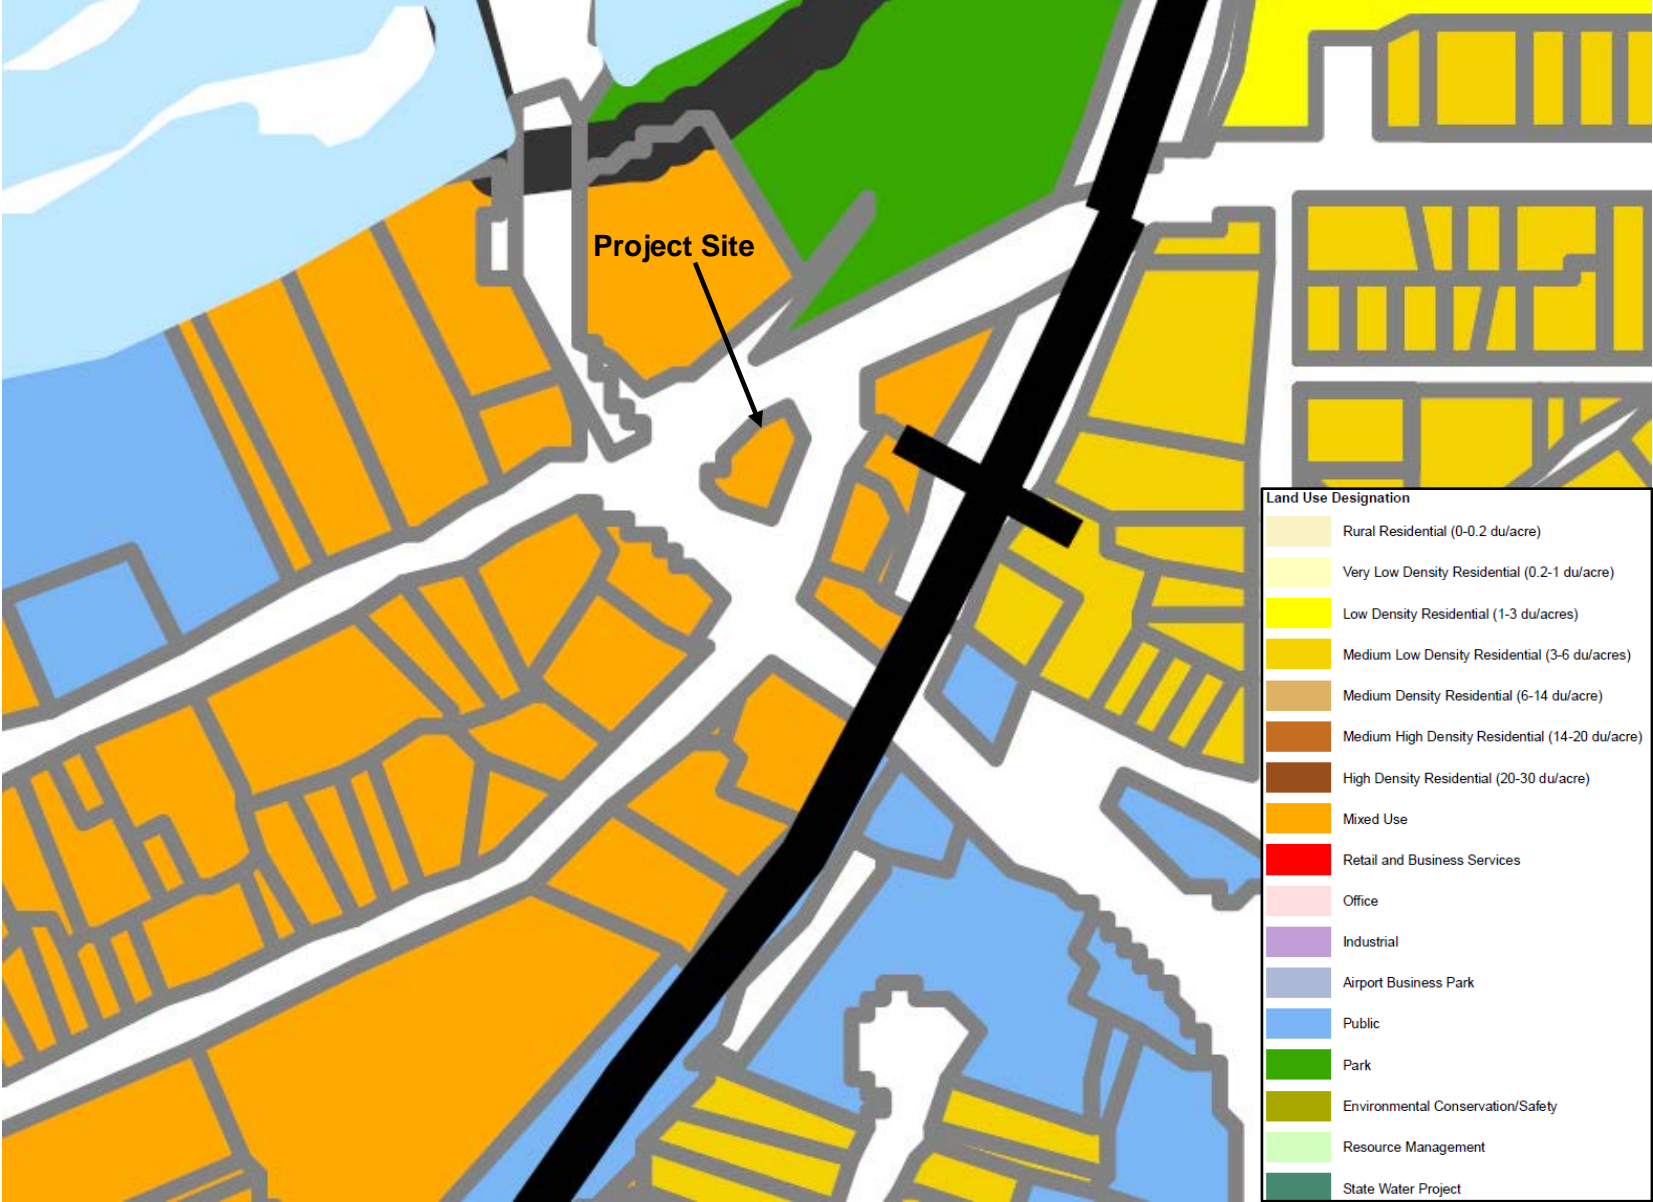 Project Site
Land Use Designation
Rural Residential (0-0.2 du/acre)
Very Low Density Residential (0.2-1 du/acre)
Low Density Residential (1-3 du/acres)
Medium Low Density Residential (3-6 du/acres)
Medium Density Residential (6-14 du/acre)
Medium High Density Residential (14-20 du/acre)
High Density Residential (20-30 du/acre)
Mixed Use
Retail and Business Services
Office
Industrial
Airport Business Park
Public
Park
Environmental Conservation/Safety
Resource Management
State Water Project